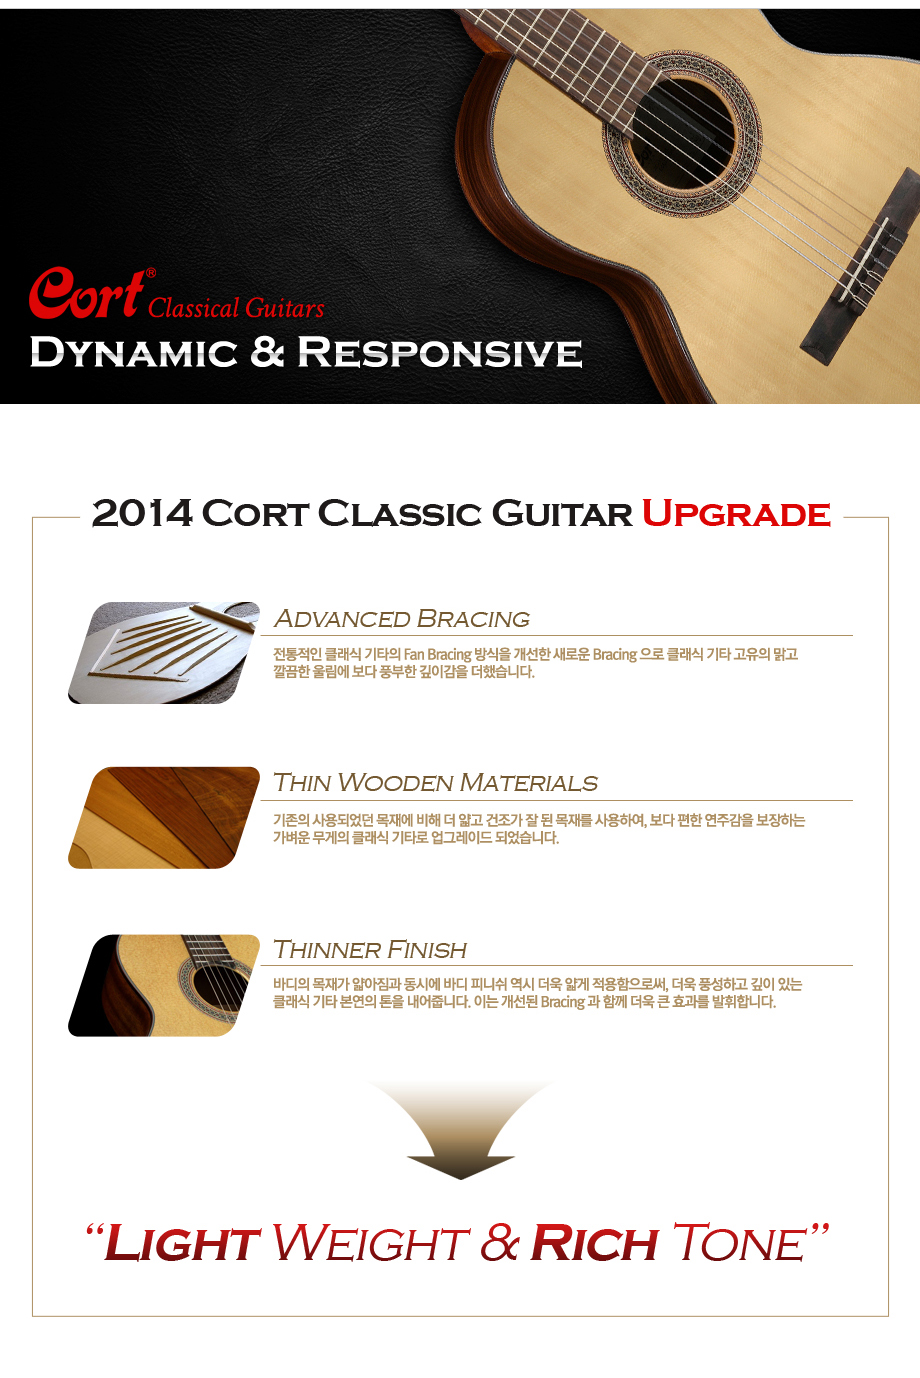 Cort® Classical Guitars
DYNAMIC & RESPONSIVE
2014 CORT CLASSIC GUITAR UPGRADE
ADVANCED BRACING
전통적인 클래식 기타의 Fan Bracing 방식을 개선한 새로운 Bracing 으로 클래식 기타 고유의 맑고
깔끔한 울림에 보다 풍부한 깊이감을 더했습니다.
THIN WOODEN MATERIALS
기존의 사용되었던 목재에 비해 더 얇고 건조가 잘 된 목재를 사용하여, 보다 편한 연주감을 보장하는
가벼운 무게의 클래식 기타로 업그레이드 되었습니다.
THINNER FINISH
바디의 목재가 얇아짐과 동시에 바디 피니쉬 역시 더욱 얇게 적용함으로써, 더욱 풍성하고 깊이 있는
클래식 기타 본연의 톤을 내어줍니다. 이는 개선된 Bracing 과 함께 더욱 큰 효과를 발휘합니다.
“LIGHT WEIGHT & RICH TONE”